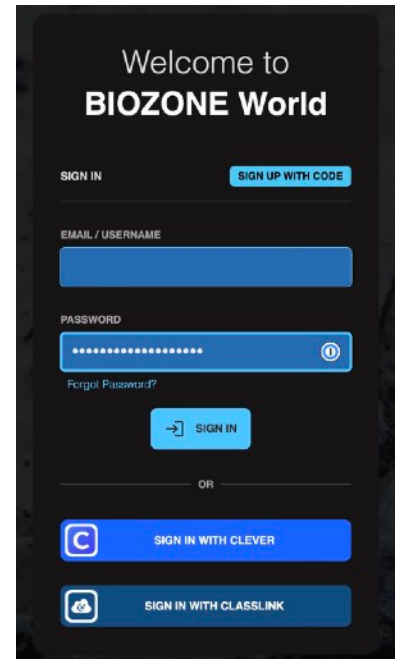 Welcome to
BIOZONE World
SIGN IN
SIGN UP WITH CODE
EMAIL / USERNAME
PASSWORD
•••••••••••••••••••
Forgot Password?
SIGN IN
OR
C
SIGN IN WITH CLEVER
SIGN IN WITH CLASSLINK